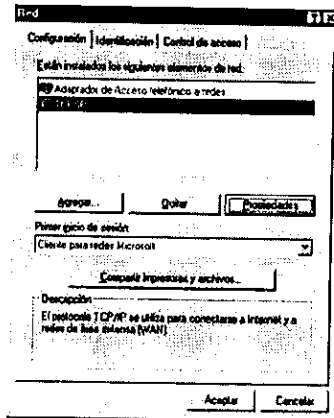 Red
Configuración Identificación Control de acceso
Están instalados los siguientes elementos de red:
Adaptador de Acceso telefónico a redes
Agregar... Quitar Propiedades
Primer inicio de sesión:
Cliente para redes Microsoft
Compartir impresoras y archivos...
Descripción
El protocolo TCP/IP se utiliza para conectarse a Internet y a
redes de área extensa (WAN).
Aceptar Cancelar